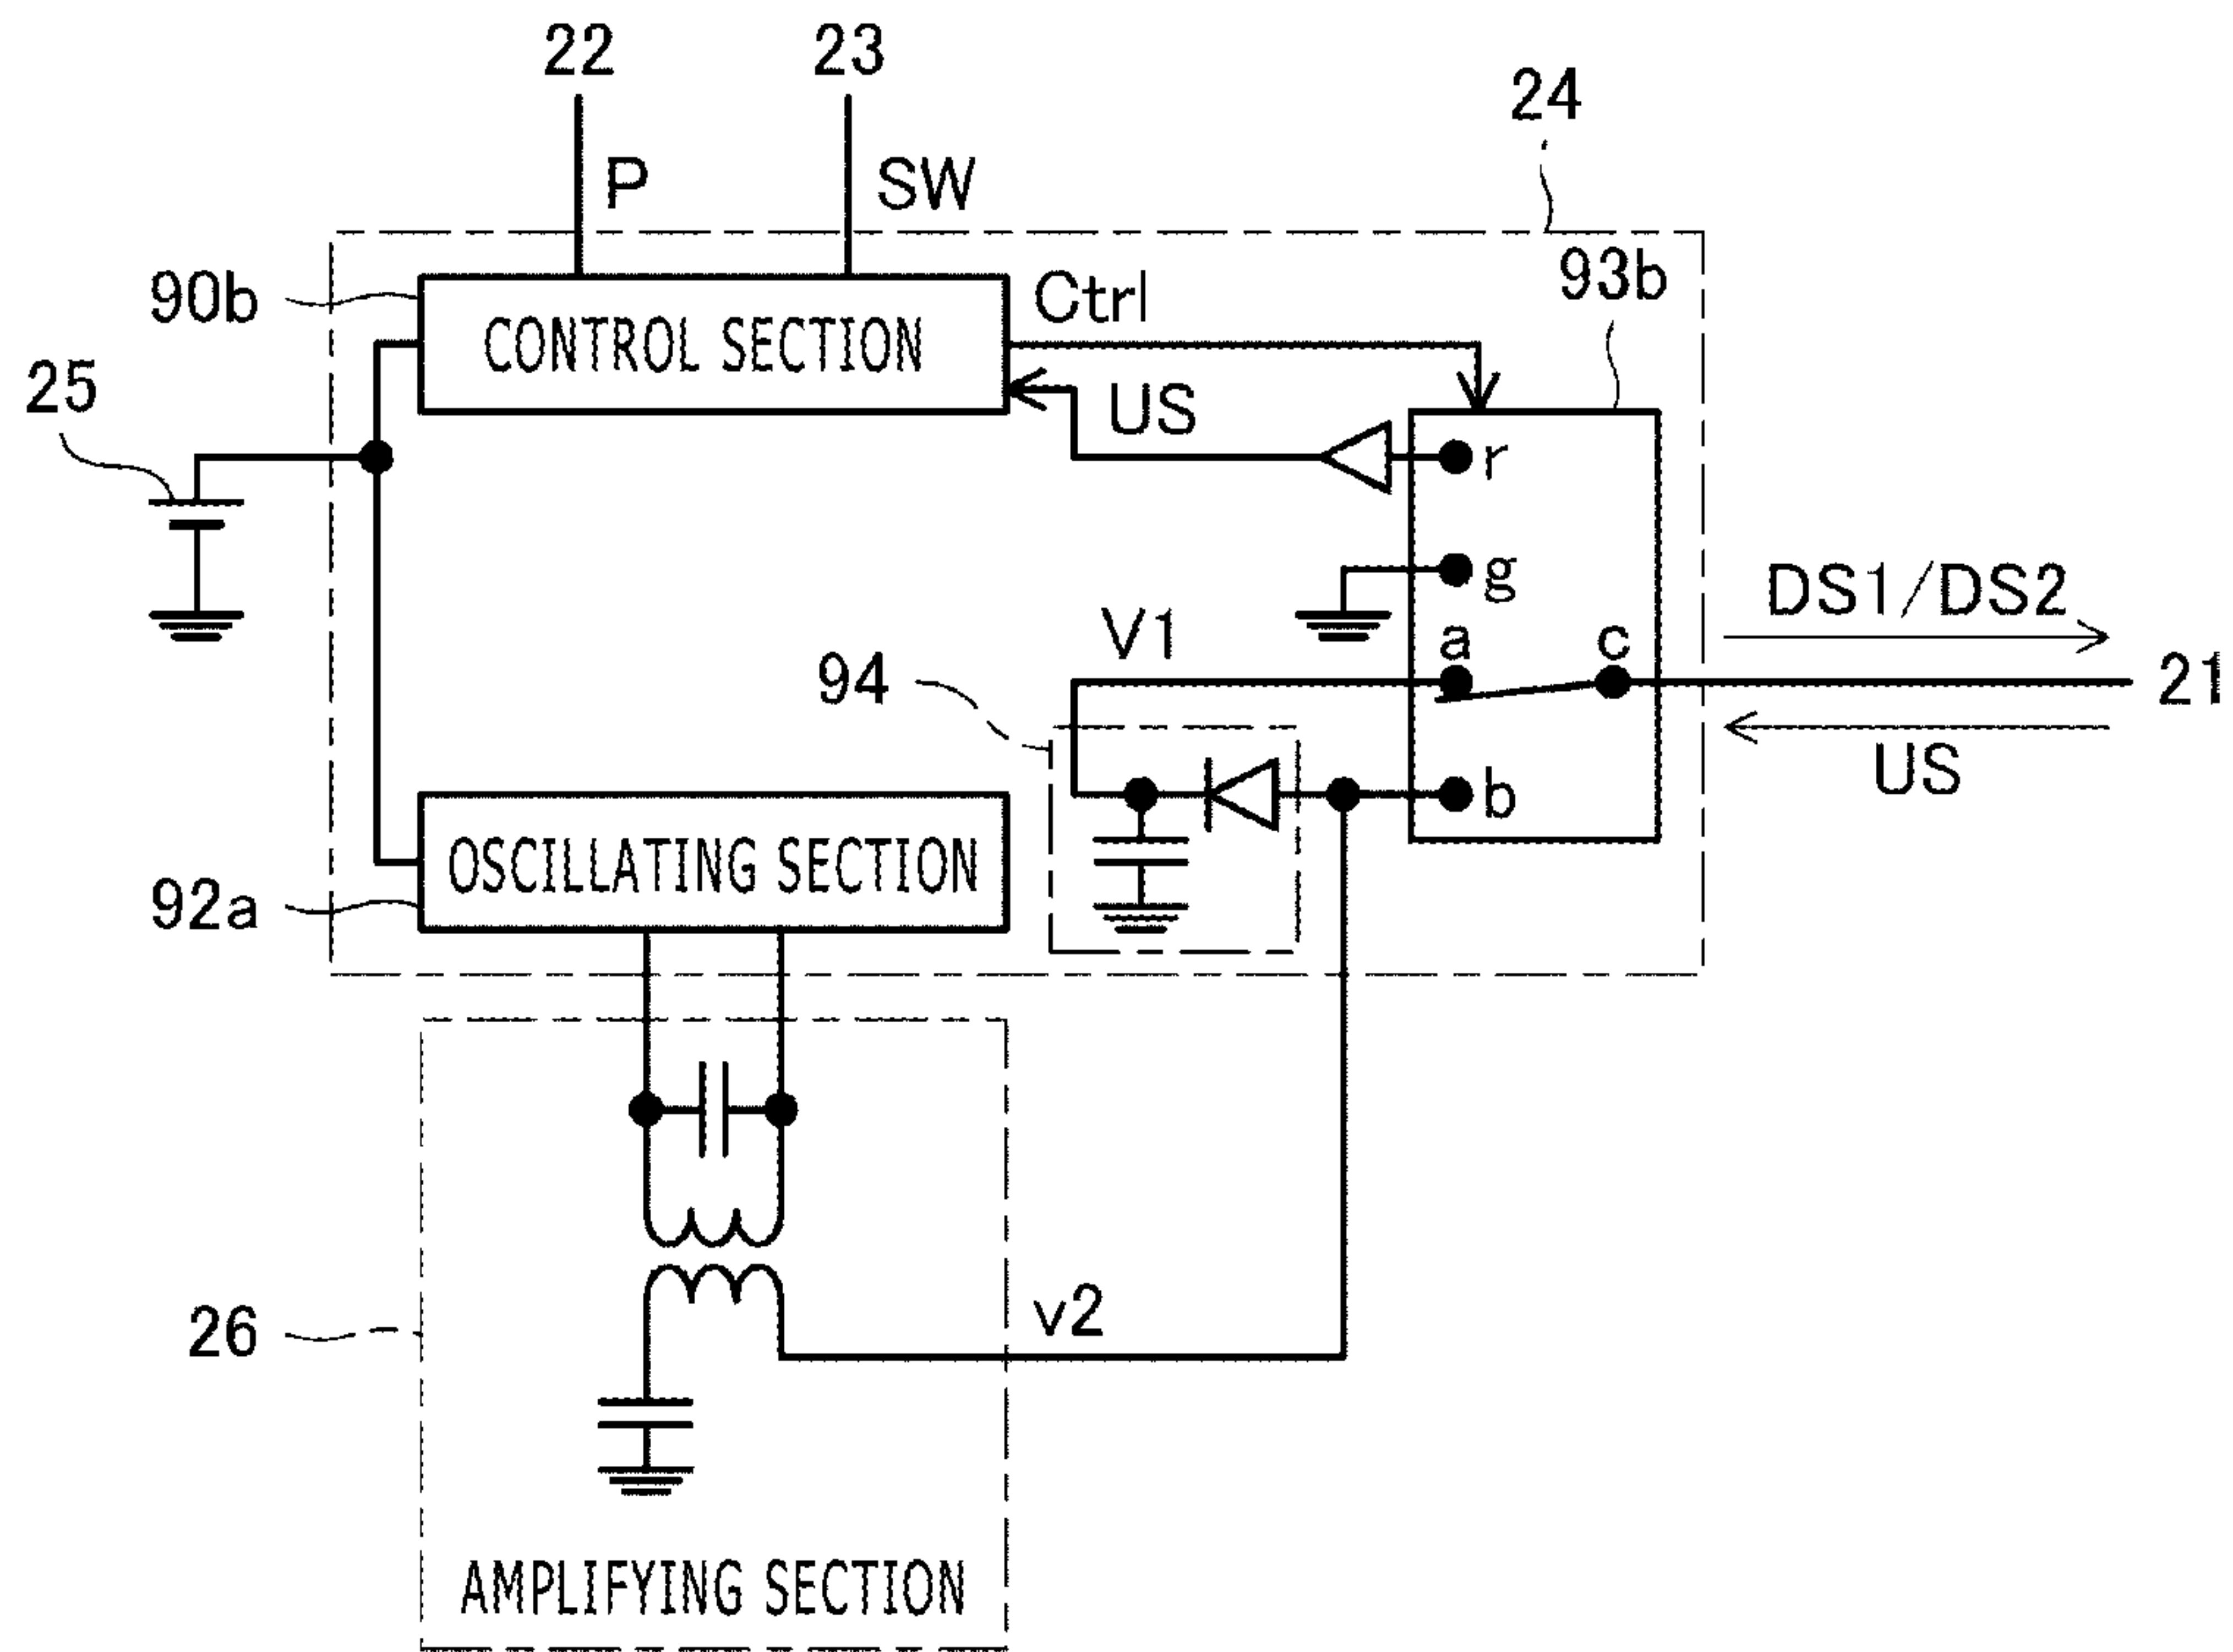 22
23
24
P
SW
90b
CONTROL SECTION
Ctrl
93b
25
US
r
g
DS1/DS2
V1
a
c
94
21
US
b
OSCILLATING SECTION
92a
26
v2
AMPLIFYING SECTION